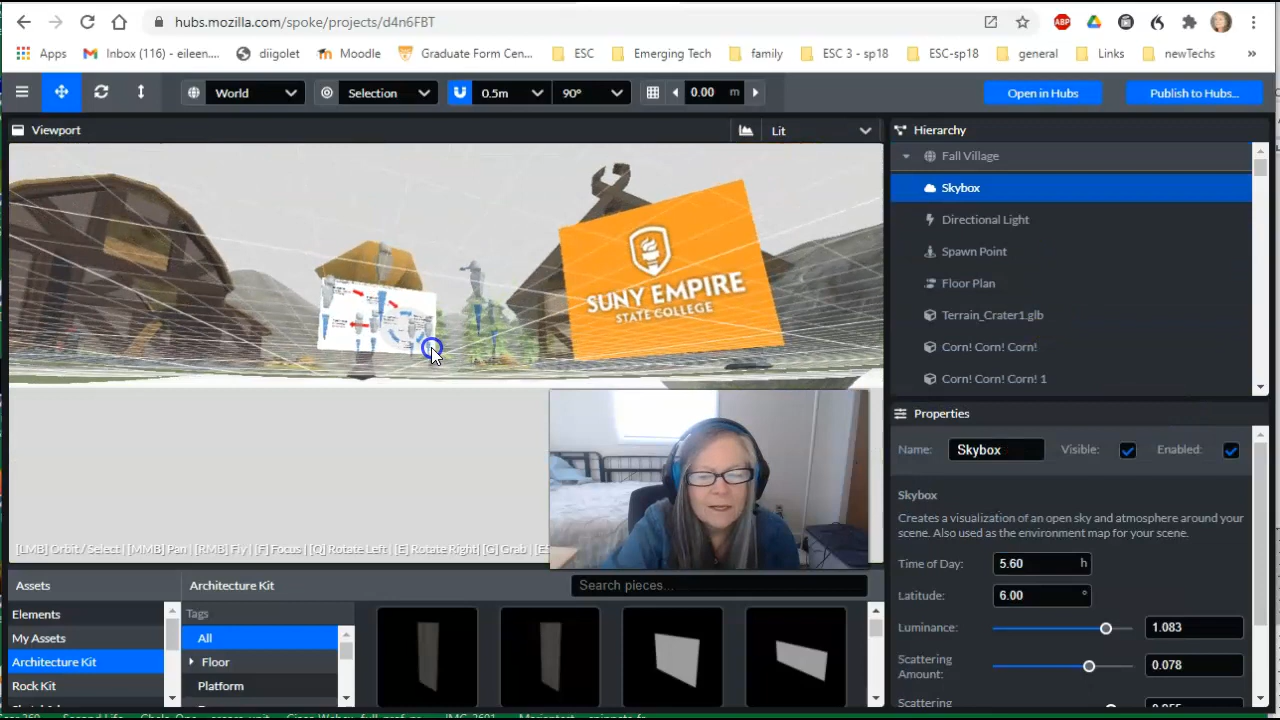 hubs.mozilla.com/spoke/projects/d4n6FBT
ABP
Apps
Inbox (116) - eileen....
diigolet
Moodle
Graduate Form Cen...
ESC
Emerging Tech
family
ESC 3 - sp18
ESC-sp18
general
Links
newTechs
»
World
Selection
0.5m
90°
0.00 m
Open in Hubs
Publish to Hubs...
Viewport
Lit
Hierarchy
Fall Village
Skybox
Directional Light
Spawn Point
Floor Plan
Terrain_Crater1.glb
Corn! Corn! Corn!
Corn! Corn! Corn! 1
SUNY EMPIRE
STATE COLLEGE
[LMB] Orbit / Select | [MMB] Pan | [RMB] Fly | [F] Focus | [Q] Rotate Left | [E] Rotate Right| [G] Grab | [ES
Properties
Name: Skybox Visible: Enabled:
Skybox
Creates a visualization of an open sky and atmosphere around your
scene. Also used as the environment map for your scene.
Time of Day: 5.60 h
Latitude: 6.00 °
Luminance: 1.083
Scattering
Amount: 0.078
Scattering
Assets
Elements
My Assets
Architecture Kit
Rock Kit
Architecture Kit
Search pieces...
Tags
All
Floor
Platform